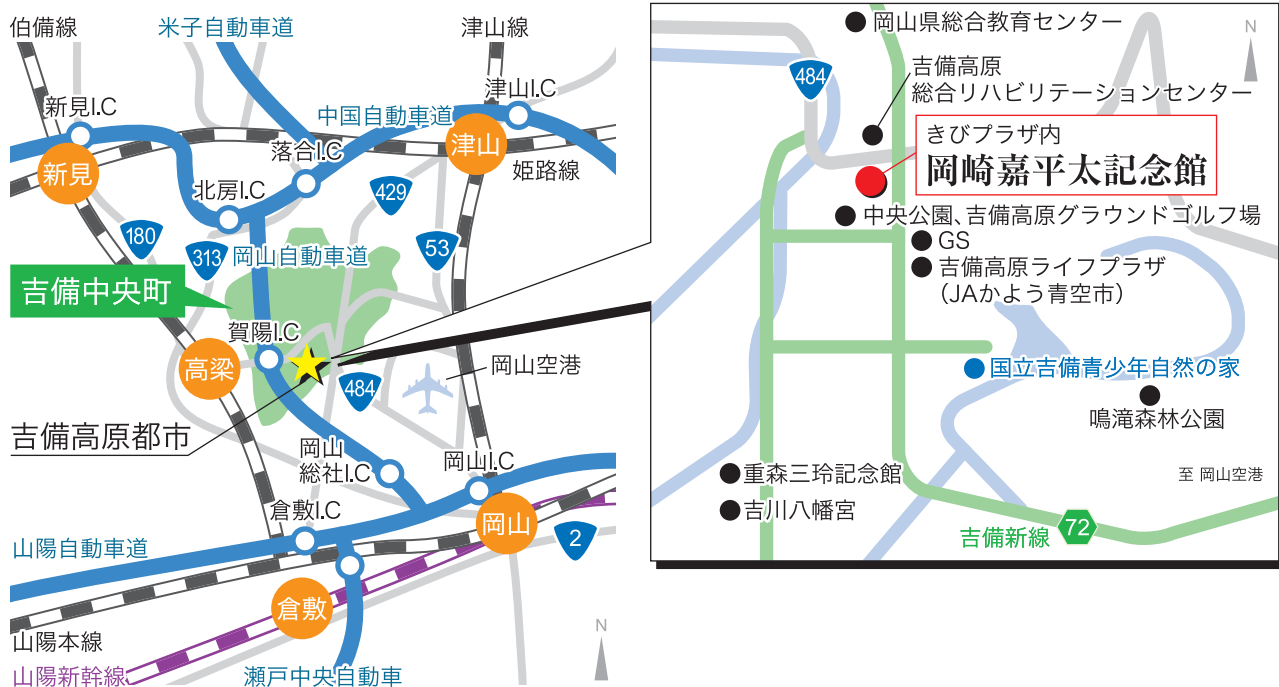 伯備線
米子自動車道
津山線
新見I.C
中国自動車道
津山I.C
新見
落合I.C
津山
姫路線
北房I.C
429
180
313
岡山自動車道
53
吉備中央町
賀陽I.C
高梁
484
岡山空港
吉備高原都市
岡山
総社I.C
岡山I.C
倉敷I.C
岡山
2
山陽自動車道
倉敷
山陽本線
山陽新幹線
瀬戸中央自動車
N
岡山県総合教育センター
N
484
吉備高原
総合リハビリテーションセンター
きびプラザ内
岡崎嘉平太記念館
中央公園、吉備高原グラウンドゴルフ場
GS
吉備高原ライフプラザ
(JAかよう青空市)
国立吉備青少年自然の家
鳴滝森林公園
重森三玲記念館
至 岡山空港
吉川八幡宮
吉備新線
72